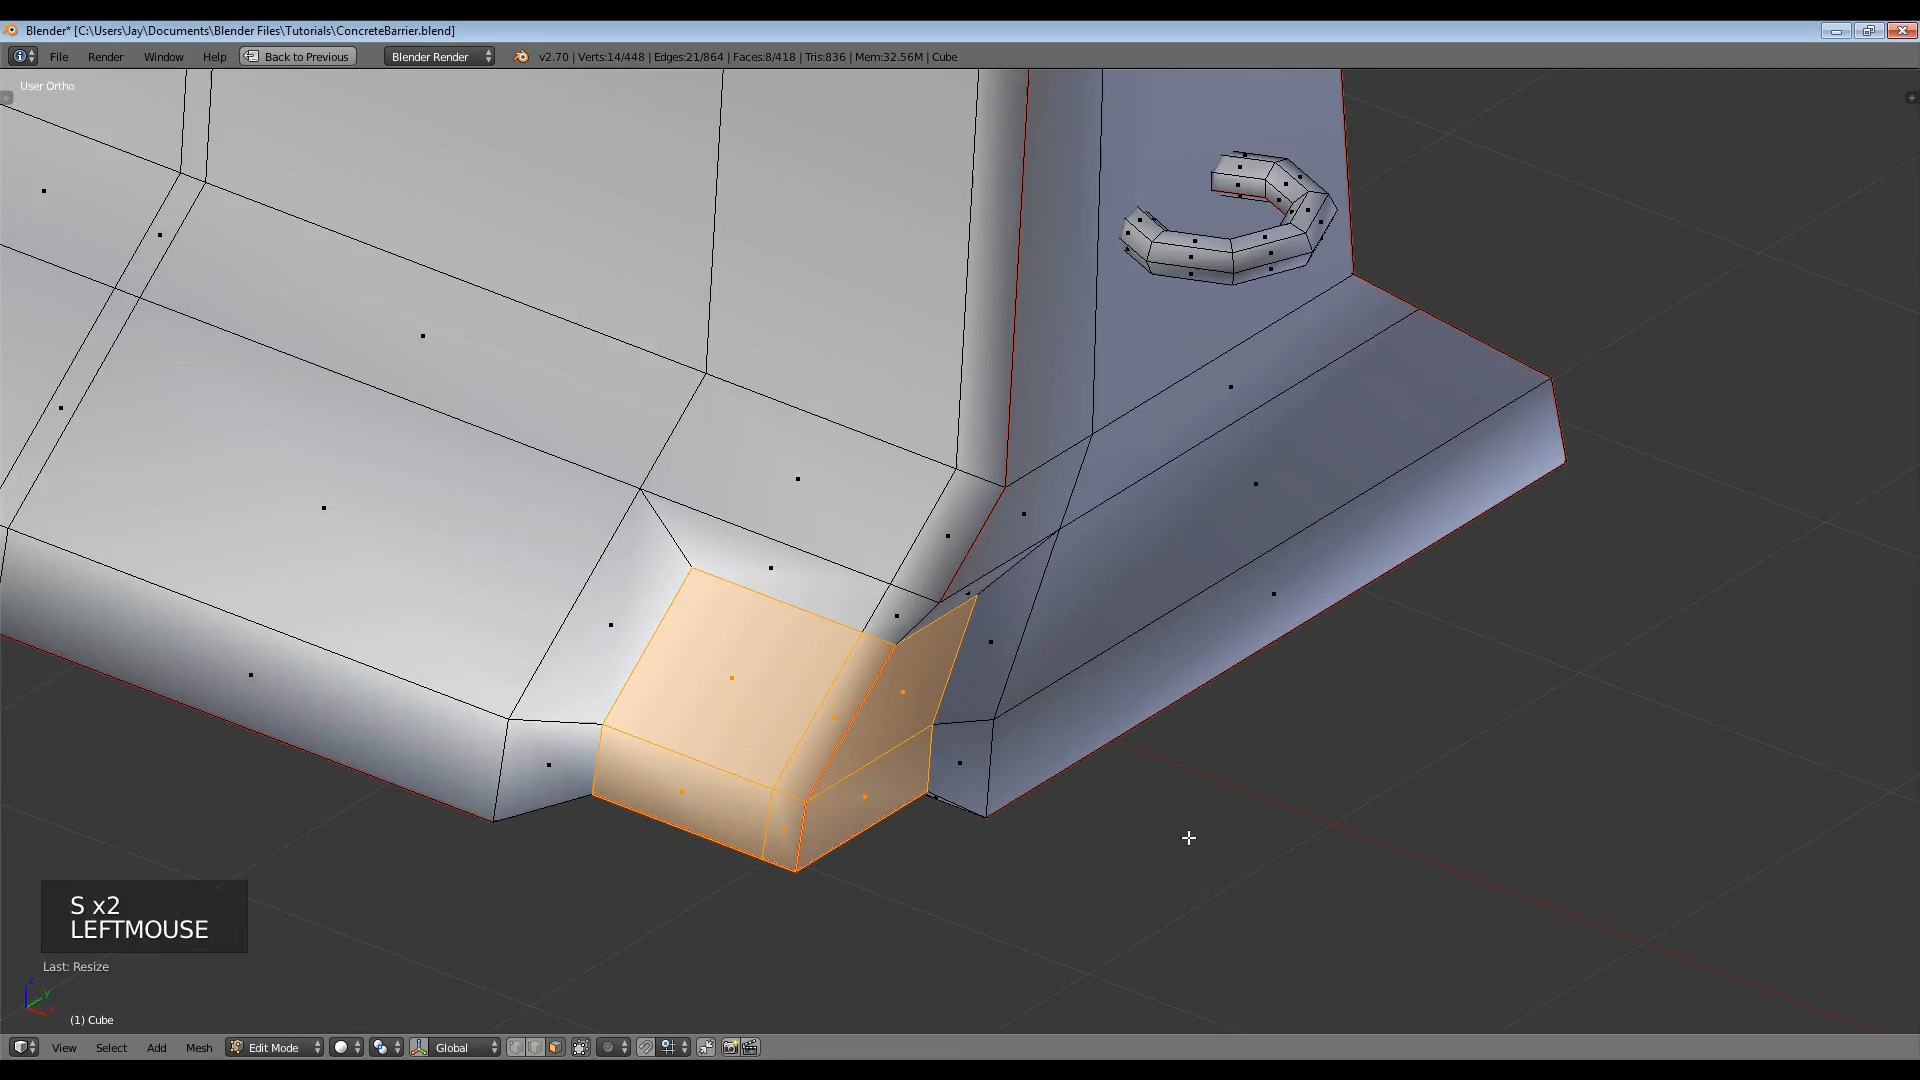 Blender* [C:\Users\Jay\Documents\Blender Files\Tutorials\ConcreteBarrier.blend]
File Render Window Help Back to Previous Blender Render v2.70 | Verts:14/448 | Edges:21/864 | Faces:8/418 | Tris:836 | Mem:32.56M | Cube
User Ortho
S x2
LEFTMOUSE
Last: Resize
z
y
x
(1) Cube
View Select Add Mesh Edit Mode Global